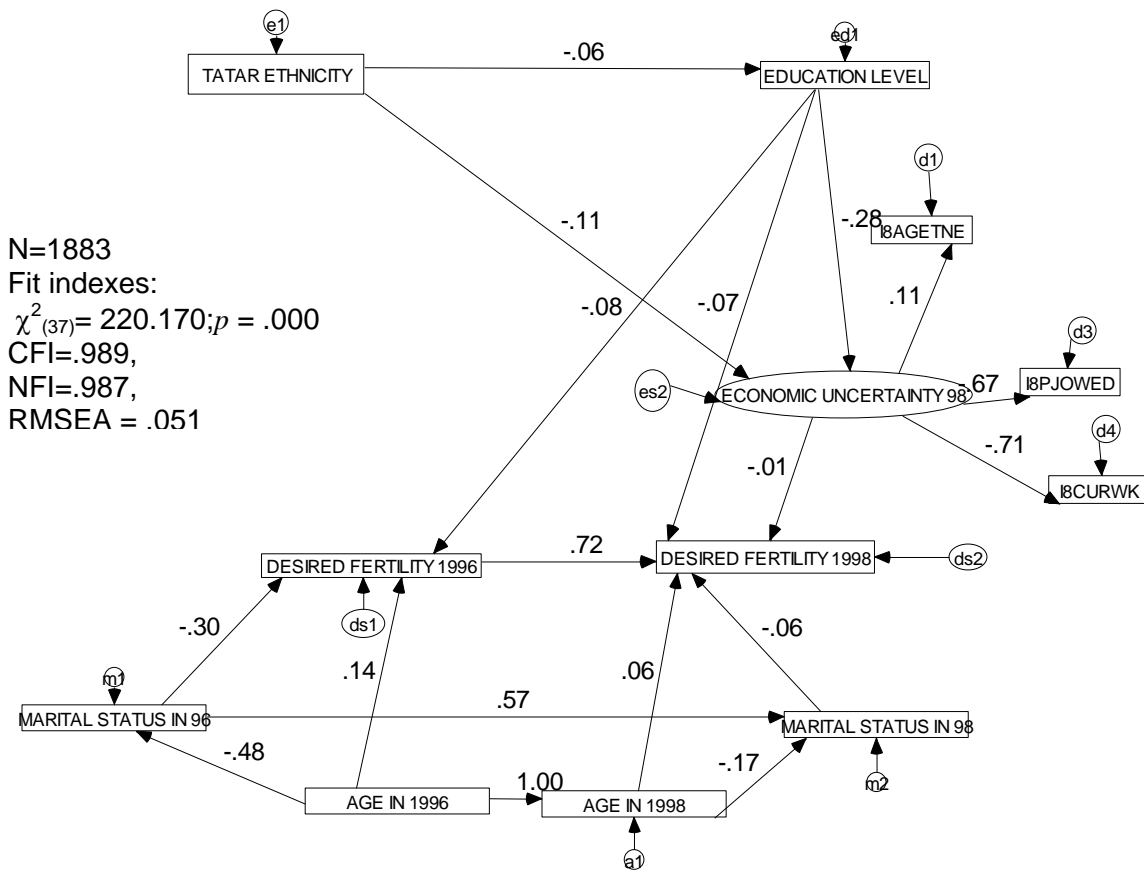 e1
ed1
-.06
TATAR ETHNICITY
EDUCATION LEVEL
d1
-.11
-.28
I8AGETNE
N=1883
Fit indexes:
χ²(37)= 220.170;p = .000
CFI=.989,
NFI=.987,
RMSEA = .051
-.08
-.07
.11
d3
es2
ECONOMIC UNCERTAINTY 98
-.67
I8PJOWED
-.01
-.71
d4
I8CURWK
.72
DESIRED FERTILITY 1996
DESIRED FERTILITY 1998
ds2
-.30
ds1
-.06
.14
.06
m1
.57
MARITAL STATUS IN 96
MARITAL STATUS IN 98
-.48
-.17
1.00
m2
AGE IN 1996
AGE IN 1998
a1